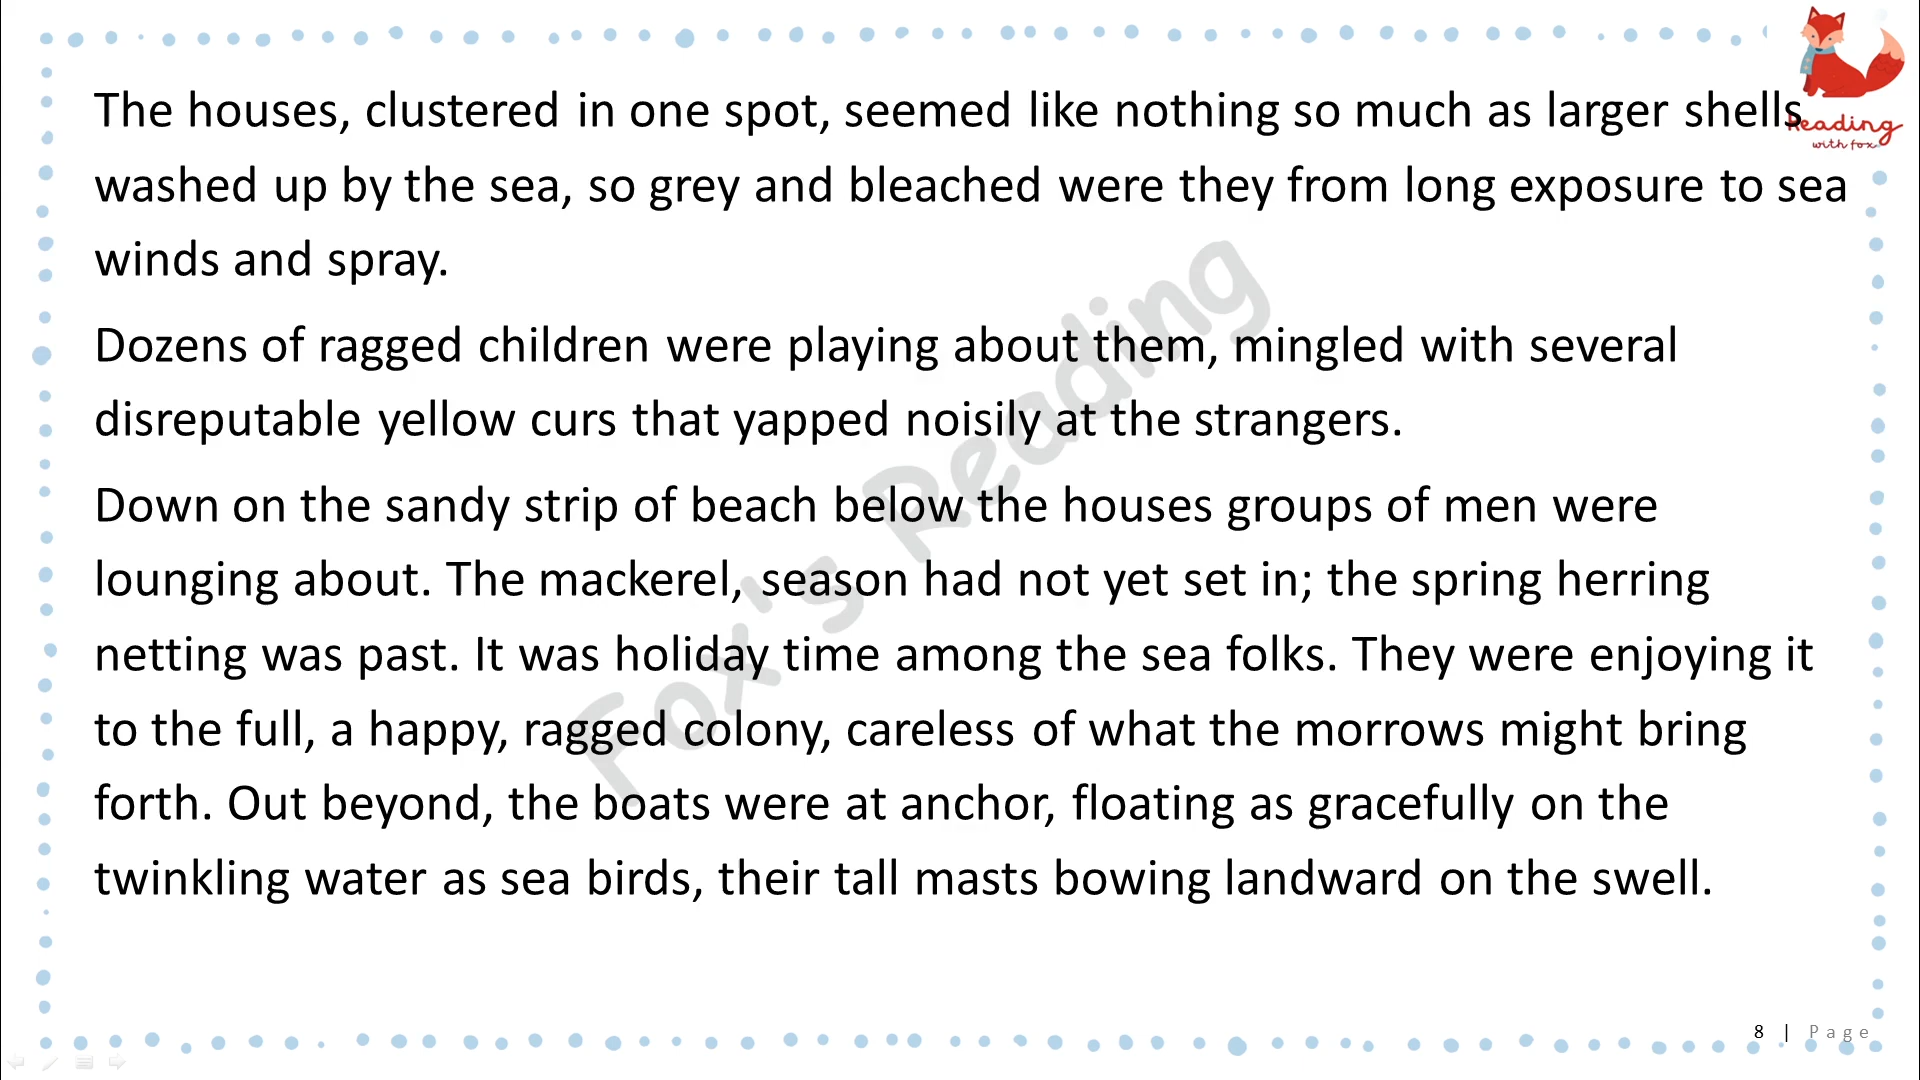 The houses, clustered in one spot, seemed like nothing so much as larger shells
washed up by the sea, so grey and bleached were they from long exposure to sea
winds and spray.
Dozens of ragged children were playing about them, mingled with several
disreputable yellow curs that yapped noisily at the strangers.
Down on the sandy strip of beach below the houses groups of men were
lounging about. The mackerel, season had not yet set in; the spring herring
netting was past. It was holiday time among the sea folks. They were enjoying it
to the full, a happy, ragged colony, careless of what the morrows might bring
forth. Out beyond, the boats were at anchor, floating as gracefully on the
twinkling water as sea birds, their tall masts bowing landward on the swell.
Reading
with fox
Fox's Reading
8 | Page